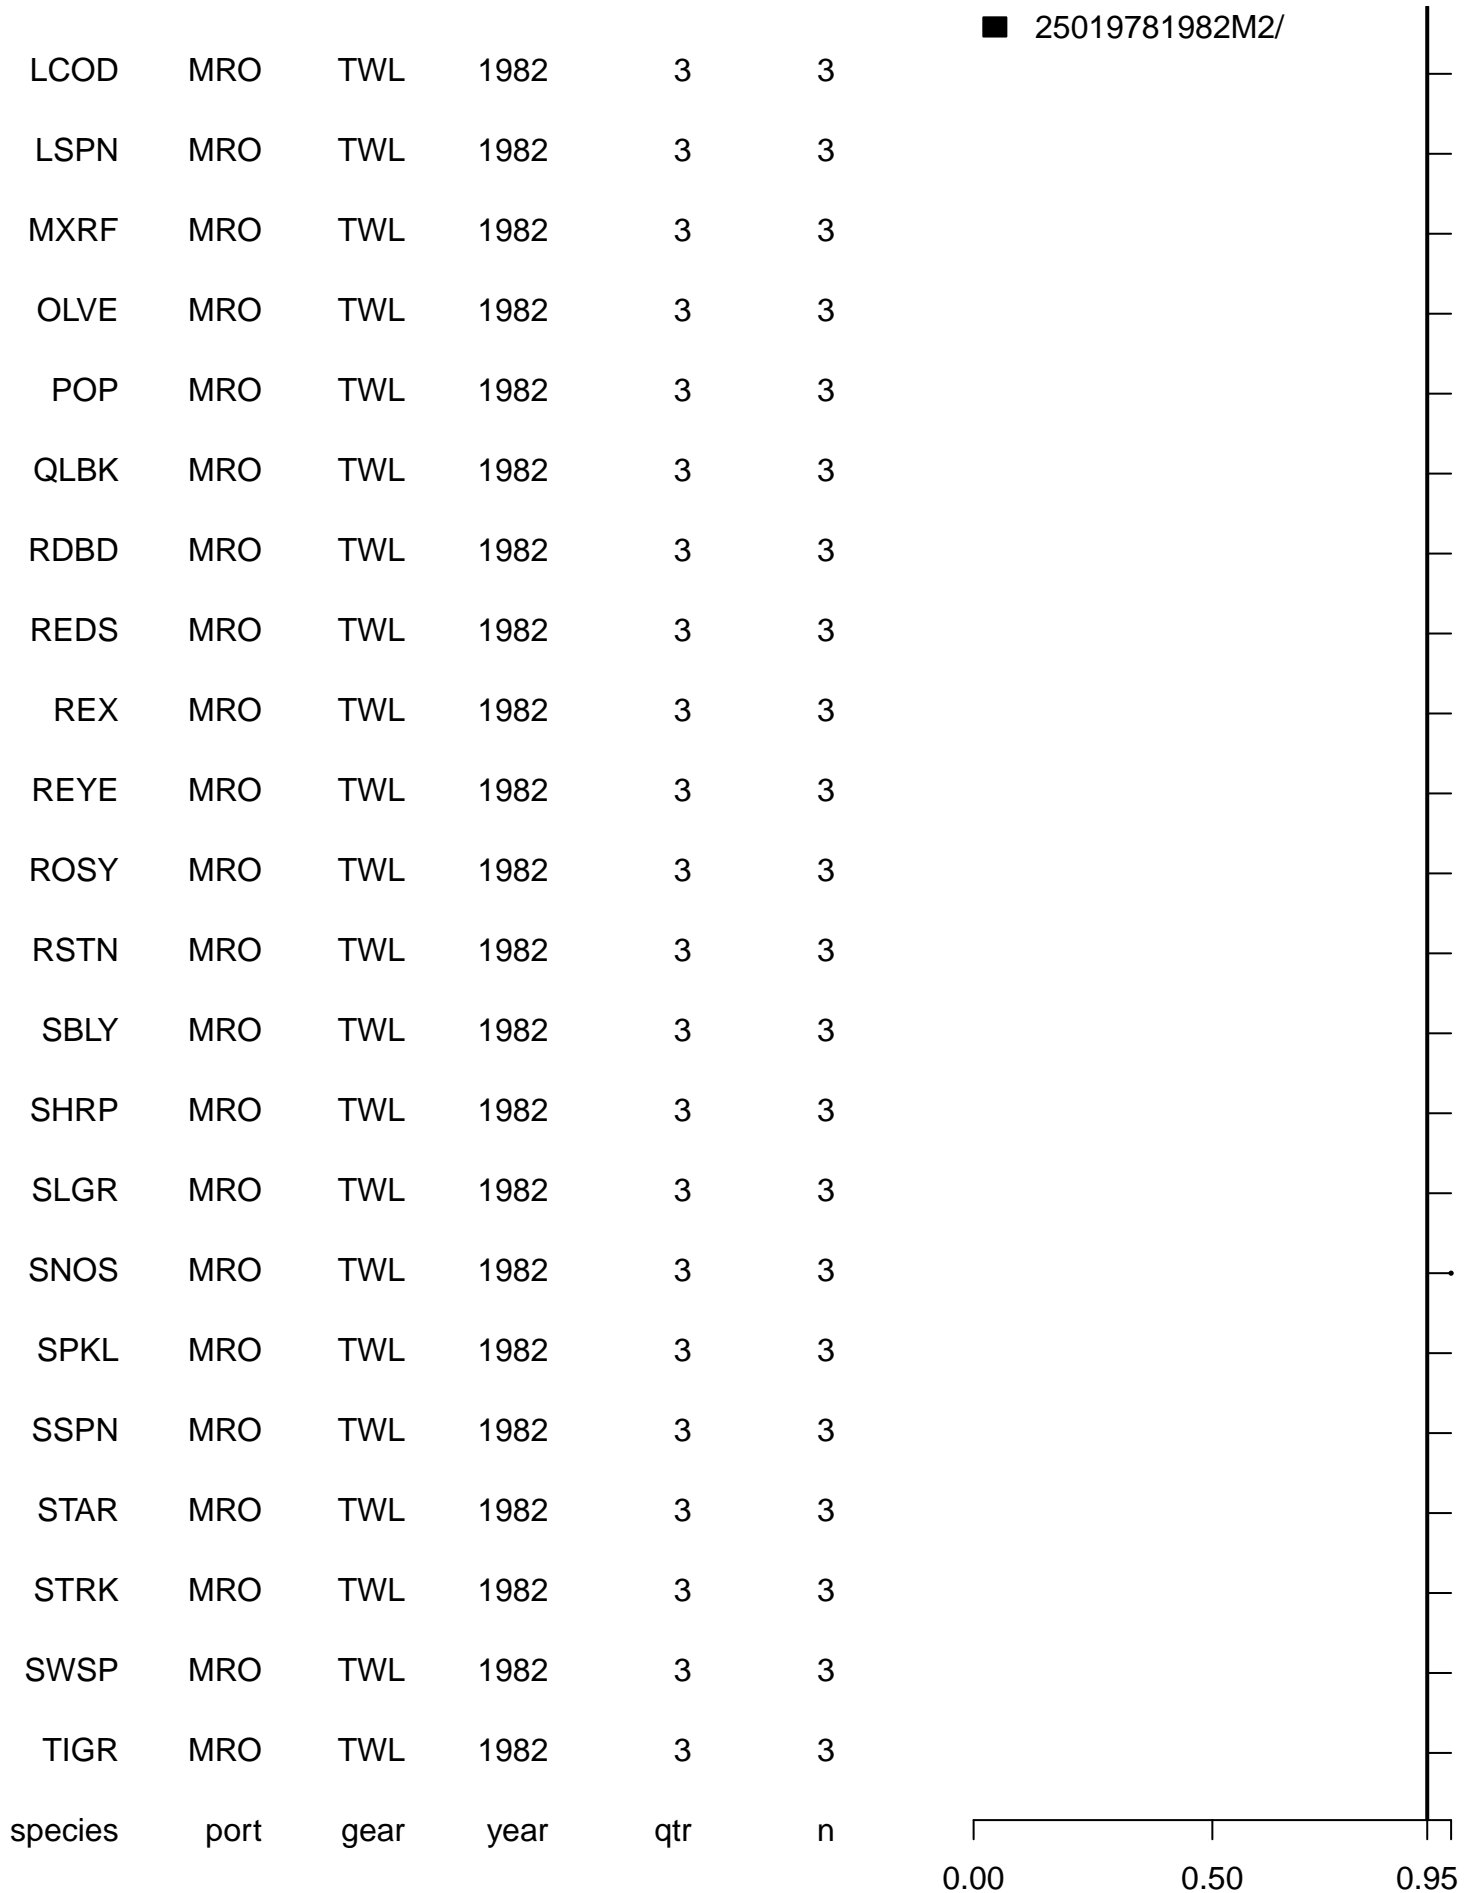 25019781982M2/
LCOD MRO TWL 1982 3 3
LSPN MRO TWL 1982 3 3
MXRF MRO TWL 1982 3 3
OLVE MRO TWL 1982 3 3
POP MRO TWL 1982 3 3
QLBK MRO TWL 1982 3 3
RDBD MRO TWL 1982 3 3
REDS MRO TWL 1982 3 3
REX MRO TWL 1982 3 3
REYE MRO TWL 1982 3 3
ROSY MRO TWL 1982 3 3
RSTN MRO TWL 1982 3 3
SBLY MRO TWL 1982 3 3
SHRP MRO TWL 1982 3 3
SLGR MRO TWL 1982 3 3
SNOS MRO TWL 1982 3 3
SPKL MRO TWL 1982 3 3
SSPN MRO TWL 1982 3 3
STAR MRO TWL 1982 3 3
STRK MRO TWL 1982 3 3
SWSP MRO TWL 1982 3 3
TIGR MRO TWL 1982 3 3
species port gear year qtr n
0.00 0.50 0.95